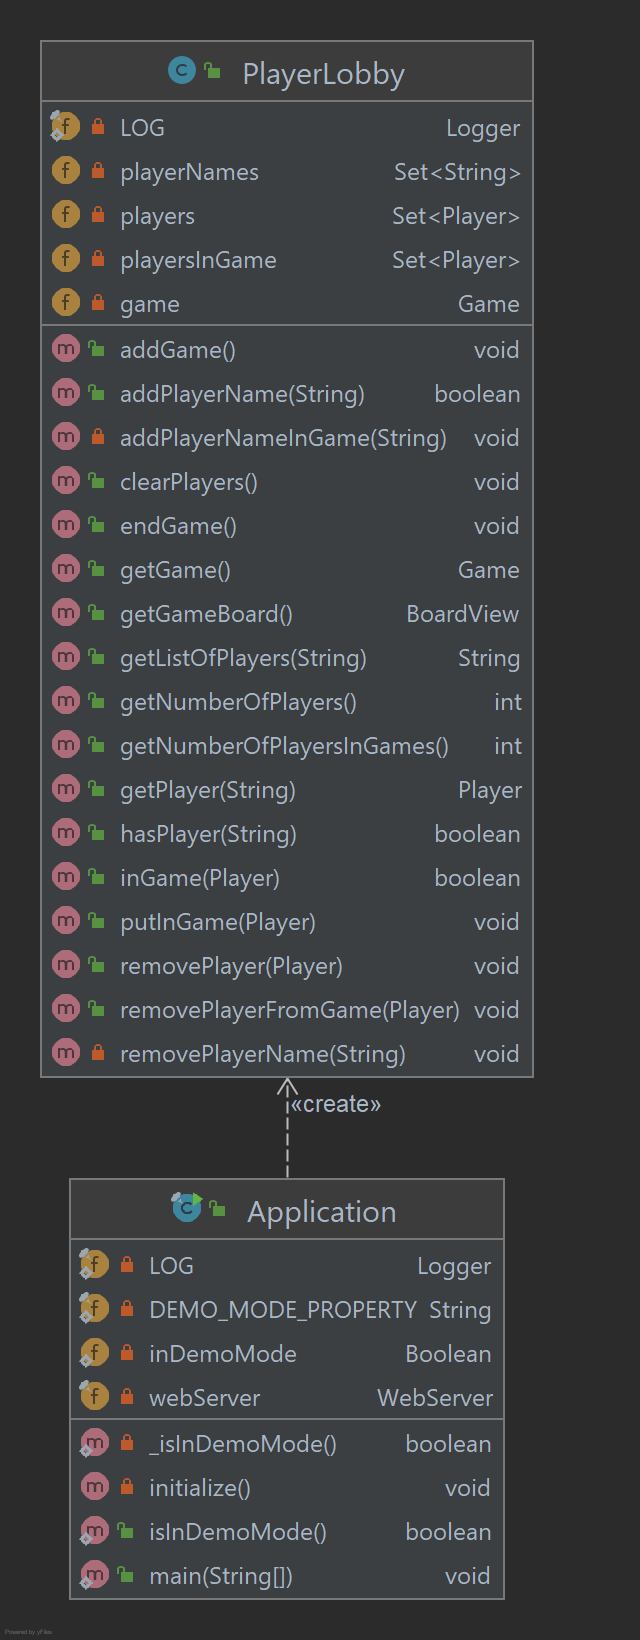 PlayerLobby
LOG Logger
playerNames Set<String>
players Set<Player>
playersInGame Set<Player>
game Game
addGame() void
addPlayerName(String) boolean
addPlayerNameInGame(String) void
clearPlayers() void
endGame() void
getGame() Game
getGameBoard() BoardView
getListOfPlayers(String) String
getNumberOfPlayers() int
getNumberOfPlayersInGames() int
getPlayer(String) Player
hasPlayer(String) boolean
inGame(Player) boolean
putInGame(Player) void
removePlayer(Player) void
removePlayerFromGame(Player) void
removePlayerName(String) void
«create»
Application
LOG Logger
DEMO_MODE_PROPERTY String
inDemoMode Boolean
webServer WebServer
_isInDemoMode() boolean
initialize() void
isInDemoMode() boolean
main(String[]) void
Powered by yFiles